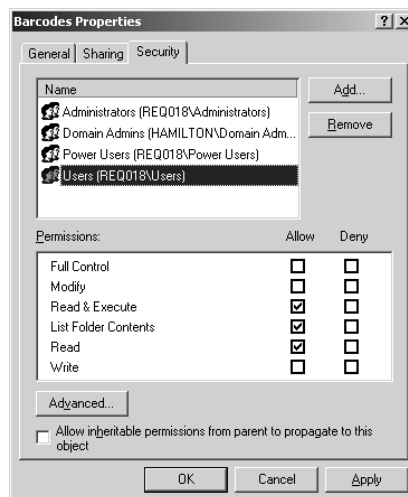 Barcodes Properties
General Sharing Security
Name
Administrators (REQ018\Administrators)
Domain Admins (HAMILTON\Domain Adm...
Power Users (REQ018\Power Users)
Users (REQ018\Users)
Add...
Remove
Permissions: Allow Deny
Full Control
Modify
Read & Execute
List Folder Contents
Read
Write
Advanced...
Allow inheritable permissions from parent to propagate to this
object
OK Cancel Apply